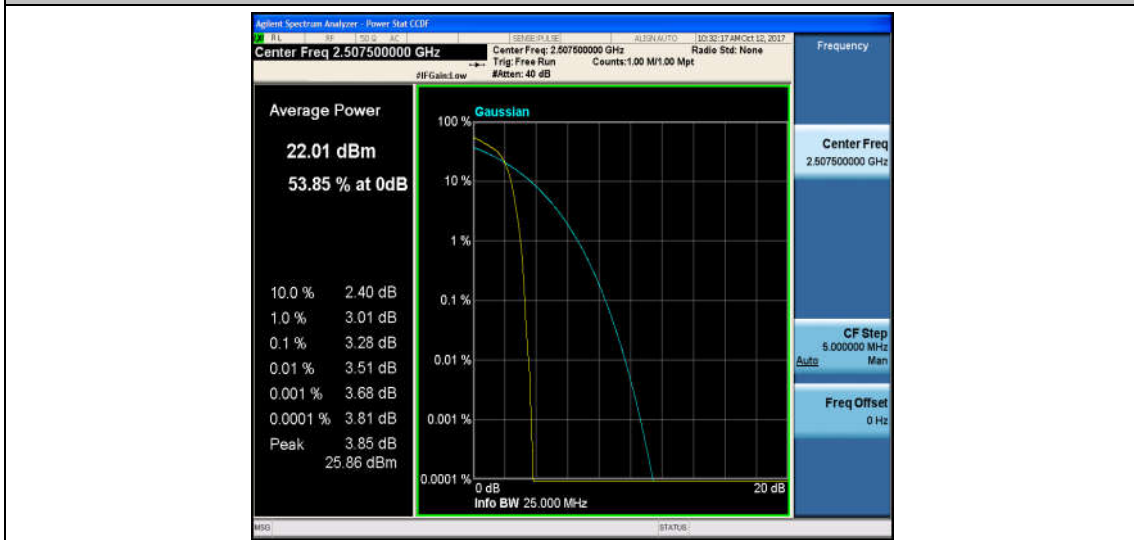 Agilent Spectrum Analyzer - Power Stat CCDF
RL RF 50 Ω AC SENSE:PULSE ALIGN AUTO 10:32:17 AM Oct 12, 2017
Center Freq 2.507500000 GHz
Center Freq: 2.507500000 GHz Radio Std: None
Trig: Free Run Counts:1.00 M/1.00 Mpt
#IFGain:Low #Atten: 40 dB
Frequency
Average Power
22.01 dBm
53.85 % at 0dB
10.0 % 2.40 dB
1.0 % 3.01 dB
0.1 % 3.28 dB
0.01 % 3.51 dB
0.001 % 3.68 dB
0.0001 % 3.81 dB
Peak 3.85 dB
25.86 dBm
Gaussian
100 %
10 %
1 %
0.1 %
0.01 %
0.001 %
0.0001 %
0 dB 20 dB
Info BW 25.000 MHz
Center Freq
2.507500000 GHz
CF Step
5.000000 MHz
Auto Man
Freq Offset
0 Hz
MSG STATUS